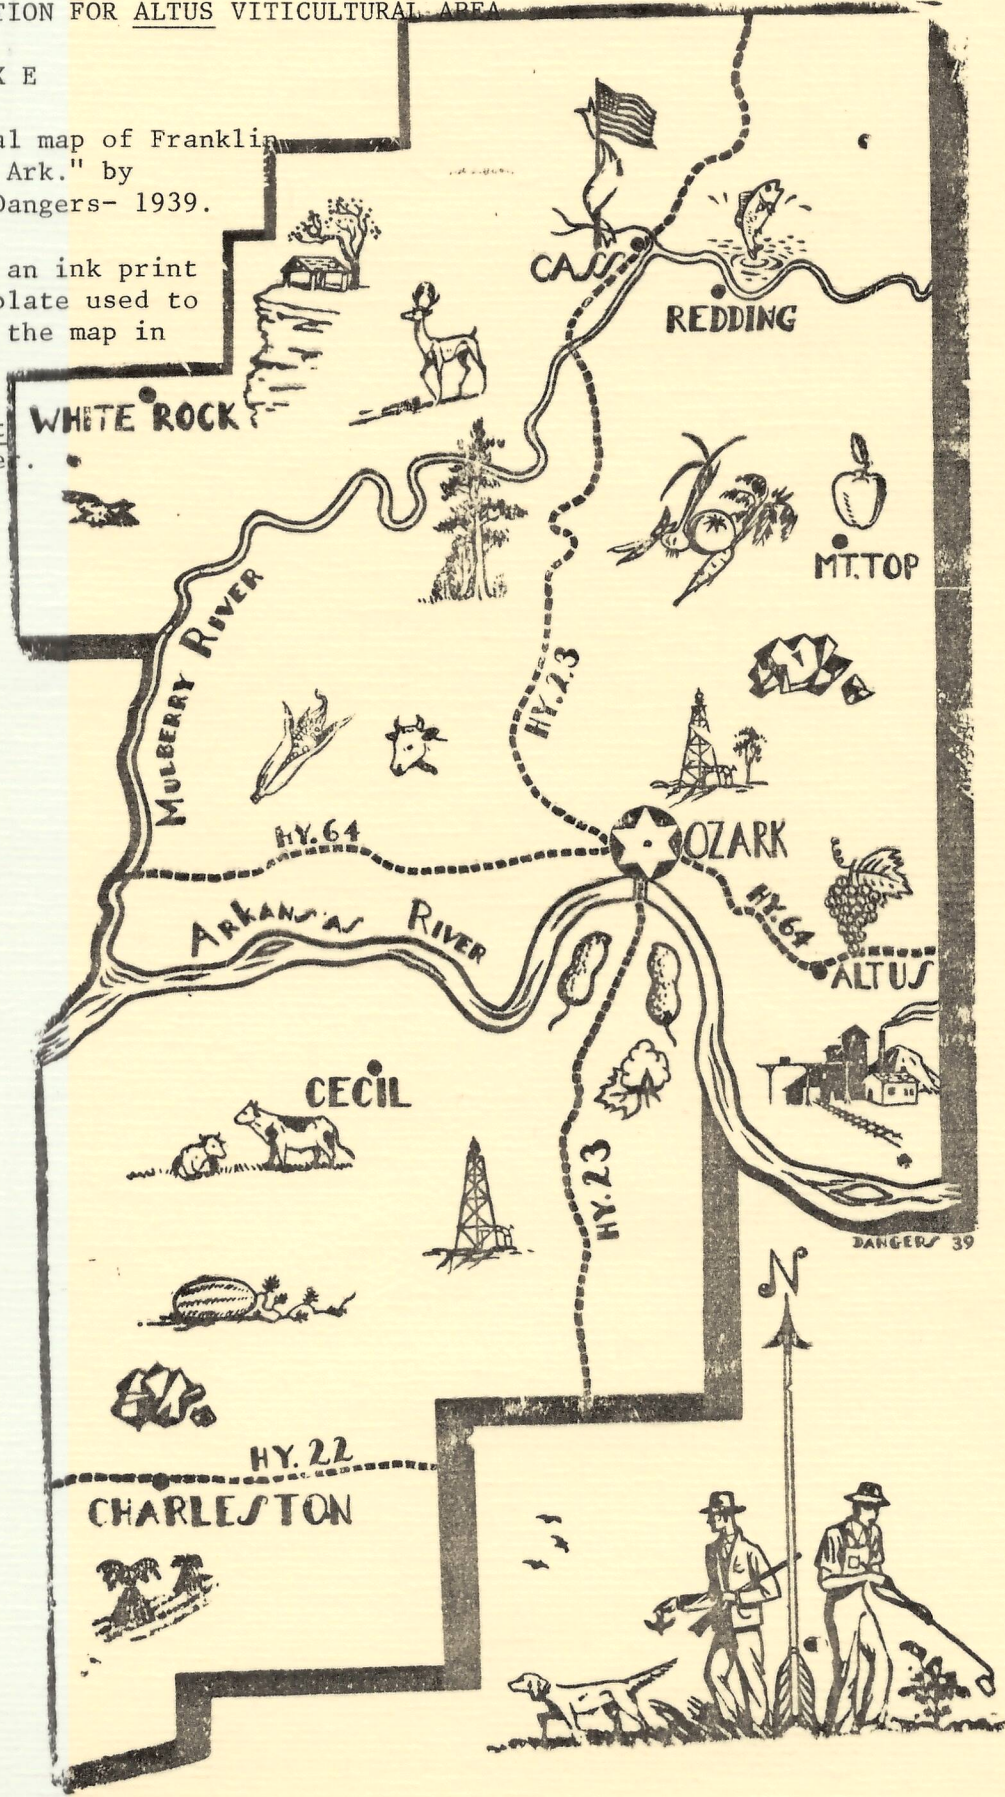 TION FOR ALTUS VITICULTURAL AREA
K E
al map of Franklin
Ark." by
Dangers- 1939.
an ink print
plate used to
the map in
CASS
REDDING
WHITE ROCK
MT. TOP
MULBERRY RIVER
HY. 23
HY. 64
OZARK
HY. 64
ARKANSAS RIVER
ALTUS
CECIL
HY. 23
DANGERS 39
N
HY. 22
CHARLESTON